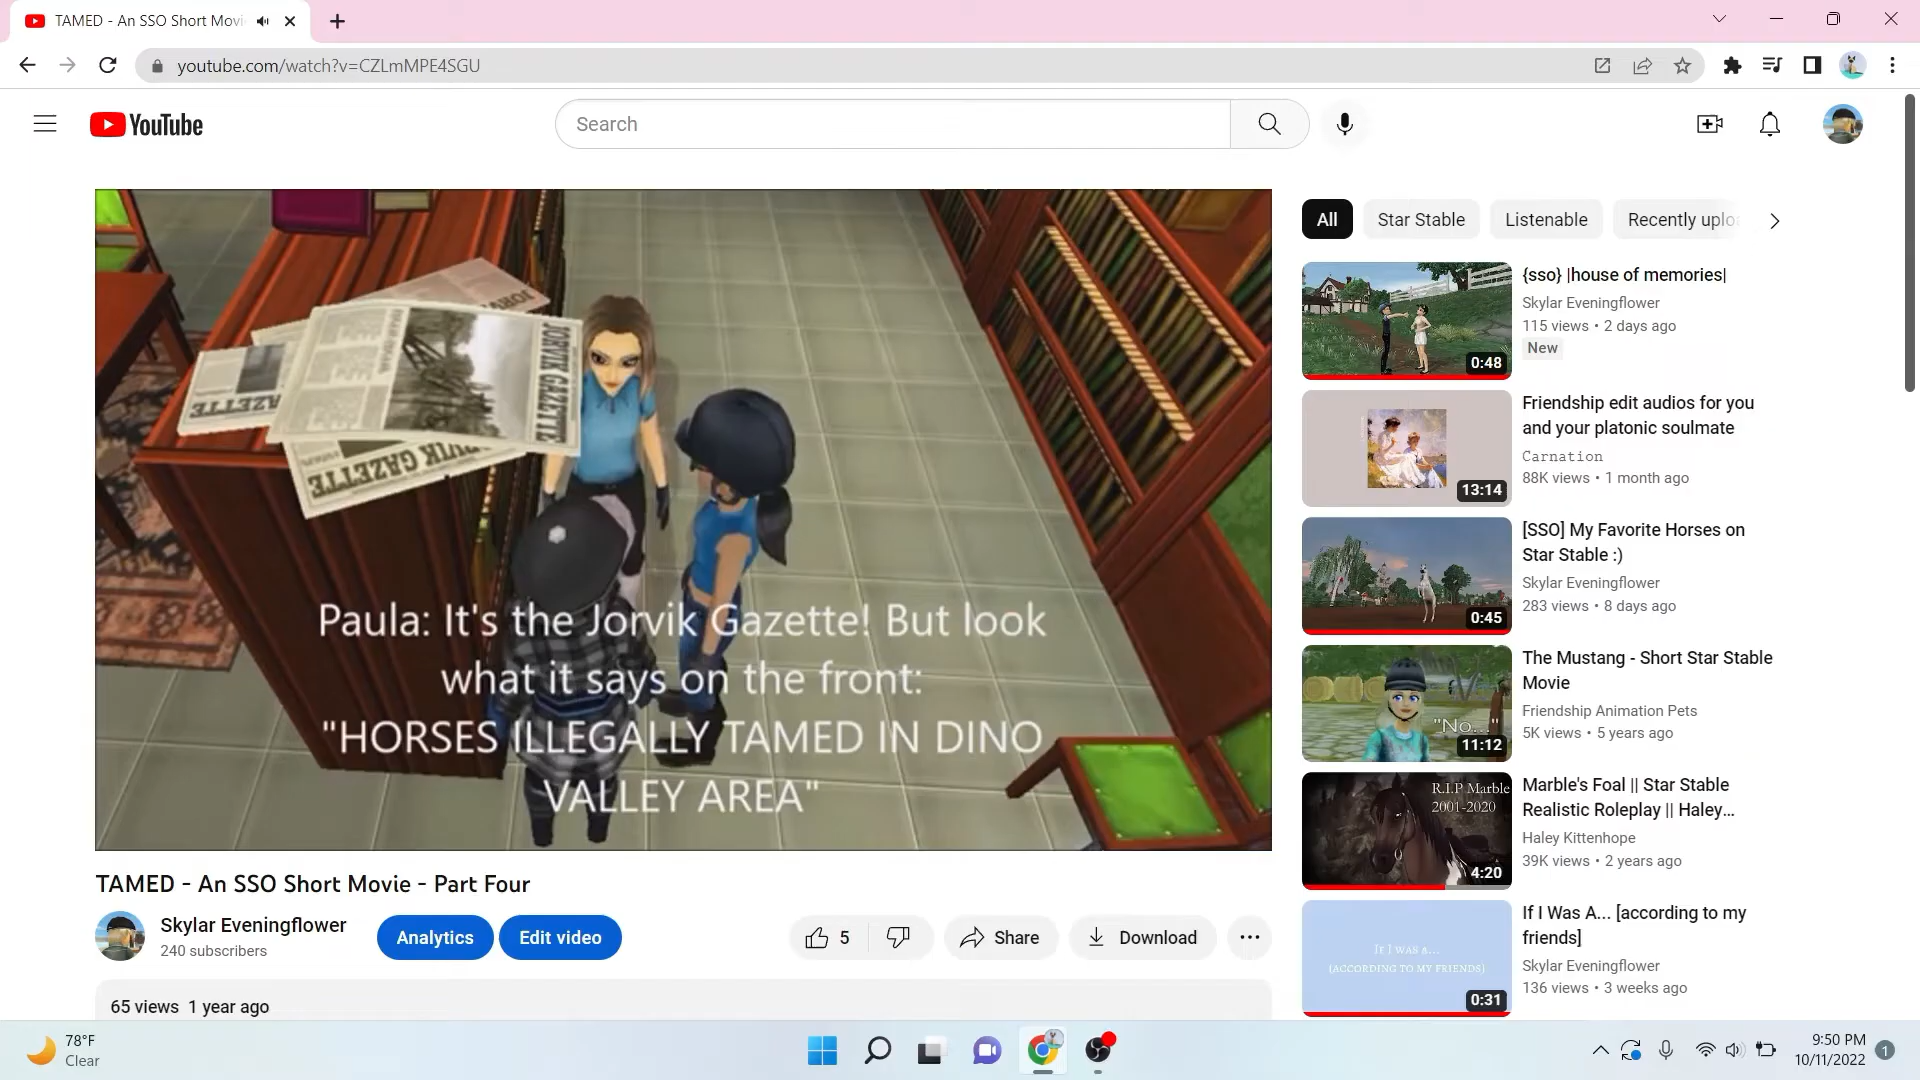 TAMED - An SSO Short Movi
youtube.com/watch?v=CZLmMPE4SGU
YouTube
Search
GAZETTE
JORVIK GAZETTE
Paula: It's the Jorvik Gazette! But look
what it says on the front:
"HORSES ILLEGALLY TAMED IN DINO
VALLEY AREA"
TAMED - An SSO Short Movie - Part Four
Skylar Eveningflower
240 subscribers
Analytics
Edit video
5
Share
Download
65 views 1 year ago
All
Star Stable
Listenable
Recently uplo
{sso} |house of memories|
Skylar Eveningflower
115 views • 2 days ago
New
0:48
Friendship edit audios for you
and your platonic soulmate
Carnation
88K views • 1 month ago
13:14
[SSO] My Favorite Horses on
Star Stable :)
Skylar Eveningflower
283 views • 8 days ago
0:45
The Mustang - Short Star Stable
Movie
Friendship Animation Pets
5K views • 5 years ago
"No..."
11:12
Marble's Foal || Star Stable
Realistic Roleplay || Haley...
Haley Kittenhope
39K views • 2 years ago
R.I.P Marble
2001-2020
4:20
If I Was A... [according to my
friends]
Skylar Eveningflower
136 views • 3 weeks ago
If I was a...
(according to my friends)
0:31
78°F
Clear
9:50 PM
10/11/2022
1